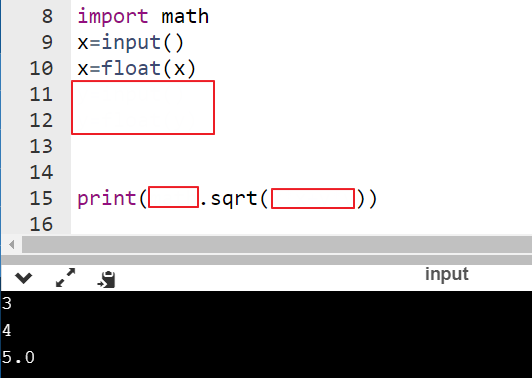 8 import math
9 x=input()
10 x=float(x)
11
12
13
14
15 print( .sqrt( ))
16
input
3
4
5.0